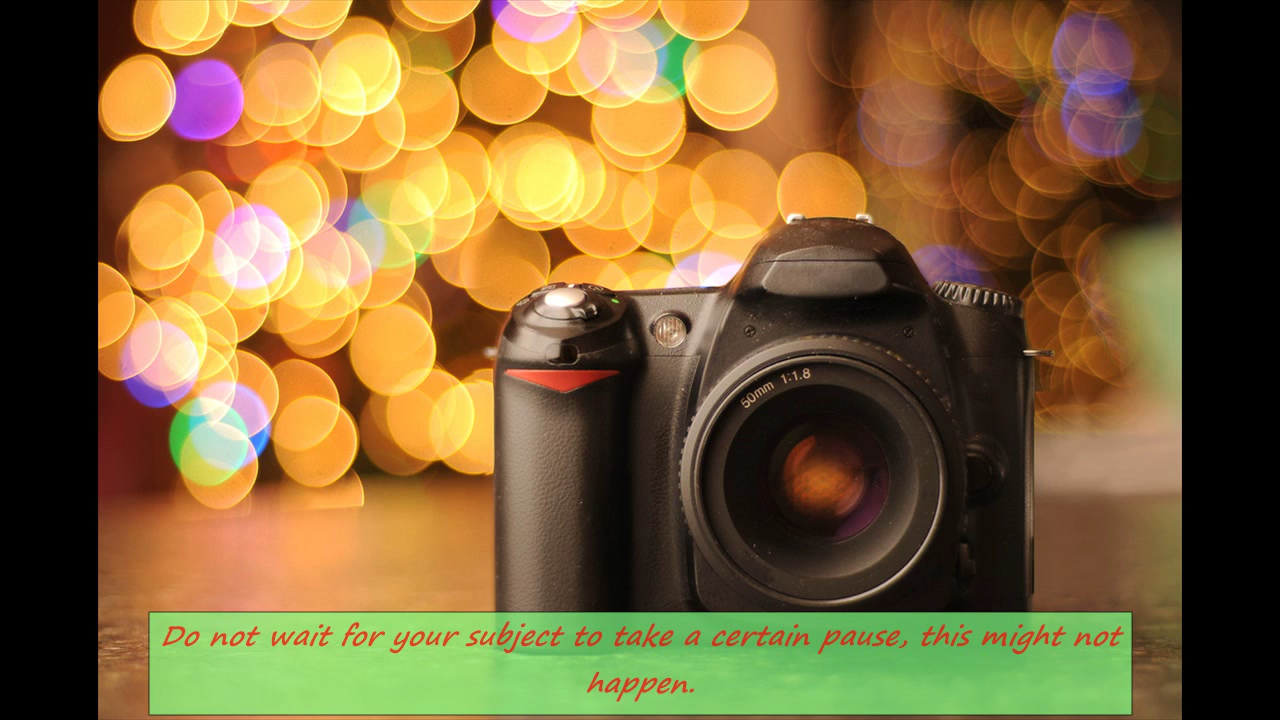 50mm 1:1.8
Do not wait for your subject to take a certain pause, this might not
happen.